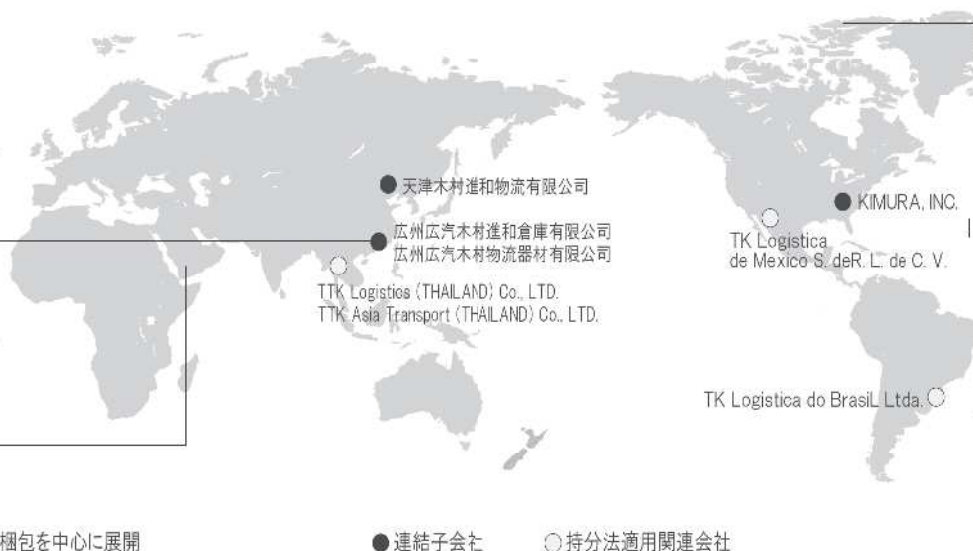 天津木村進和物流有限公司
広州広汽木村進和倉庫有限公司
広州広汽木村物流器材有限公司
TTK Logistics (THAILAND) Co., LTD.
TTK Asia Transport (THAILAND) Co., LTD.
KIMURA, INC.
TK Logistica
de Mexico S. deR. L. de C. V.
TK Logistica do BrasiL Ltda.
梱包を中心に展開
●連結子会社 ○持分法適用関連会社